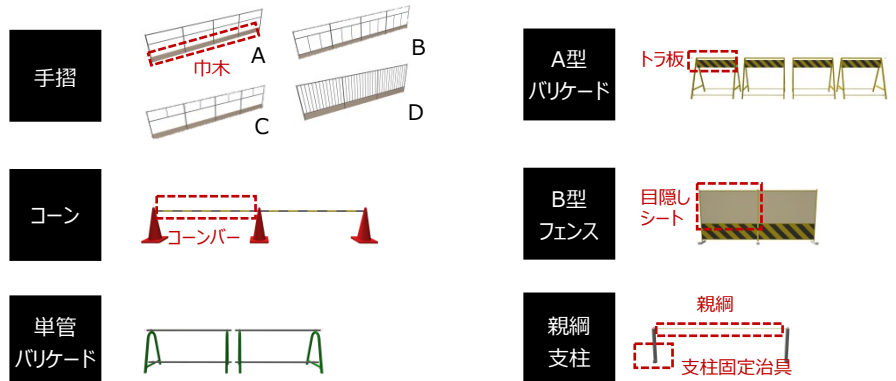 手摺
A
B
巾木
C
D
コーン
コーンバー
単管
バリケード
A型
バリケード
トラ板
B型
フェンス
目隠し
シート
親綱
支柱
親綱
支柱固定治具